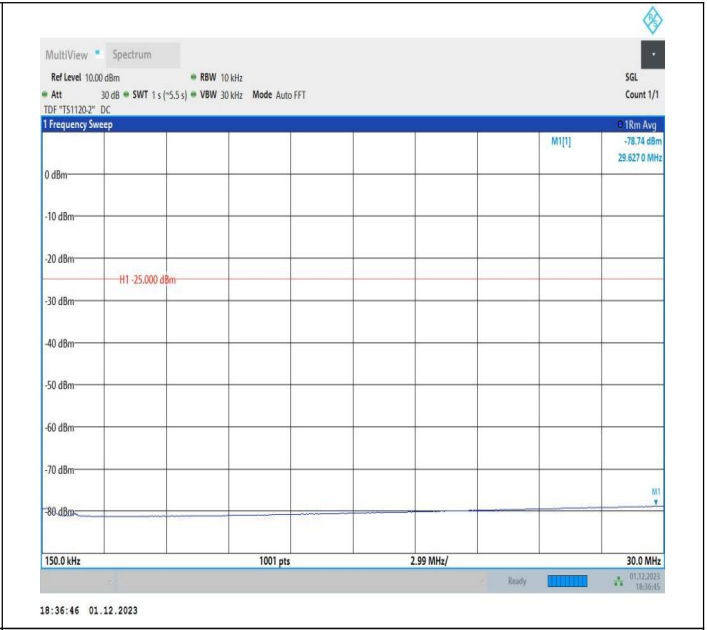 MultiView Spectrum
Ref Level 10.00 dBm RBW 10 kHz SGL
Att 30 dB SWT 1 s (~5.5 s) VBW 30 kHz Mode Auto FFT Count 1/1
TDF "TS1120-2" DC
1 Frequency Sweep 1Rm Avg
M1[1] -78.74 dBm
29.627 0 MHz
0 dBm
-10 dBm
-20 dBm
H1 -25.000 dBm
-30 dBm
-40 dBm
-50 dBm
-60 dBm
-70 dBm
M1
-80 dBm
150.0 kHz 1001 pts 2.99 MHz/ 30.0 MHz
Ready 01.12.2023
18:36:45
18:36:46 01.12.2023